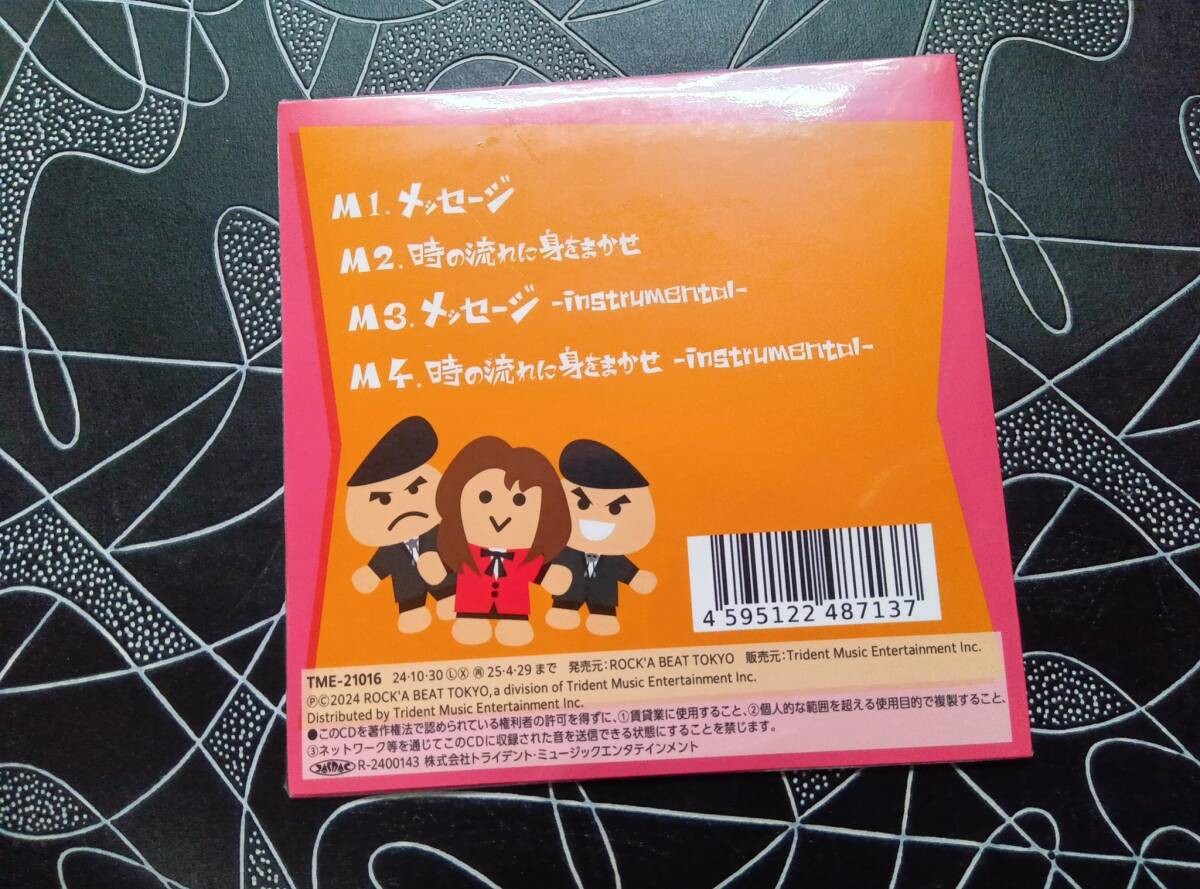 M1.メッセージ
M2.時の流れに身をまかせ
M3.メッセージ -instrumental-
M4.時の流れに身をまかせ -instrumental-
4 595122 487137
TME-21016 24・10・30 Ⓛ Ⓧ ㊞ 25・4・29 まで 発売元：ROCK'A BEAT TOKYO 販売元：Trident Music Entertainment Inc.
ⓅⒸ2024 ROCK'A BEAT TOKYO, a division of Trident Music Entertainment Inc.
Distributed by Trident Music Entertainment Inc.
●このCDを著作権法で認められている権利者の許可を得ずに、①賃貸業に使用すること、②個人的な範囲を超える使用目的で複製すること、
③ネットワーク等を通じてこのCDに収録された音を送信できる状態にすることを禁じます。
JASRAC R-2400143 株式会社トライデント・ミュージックエンタテインメント